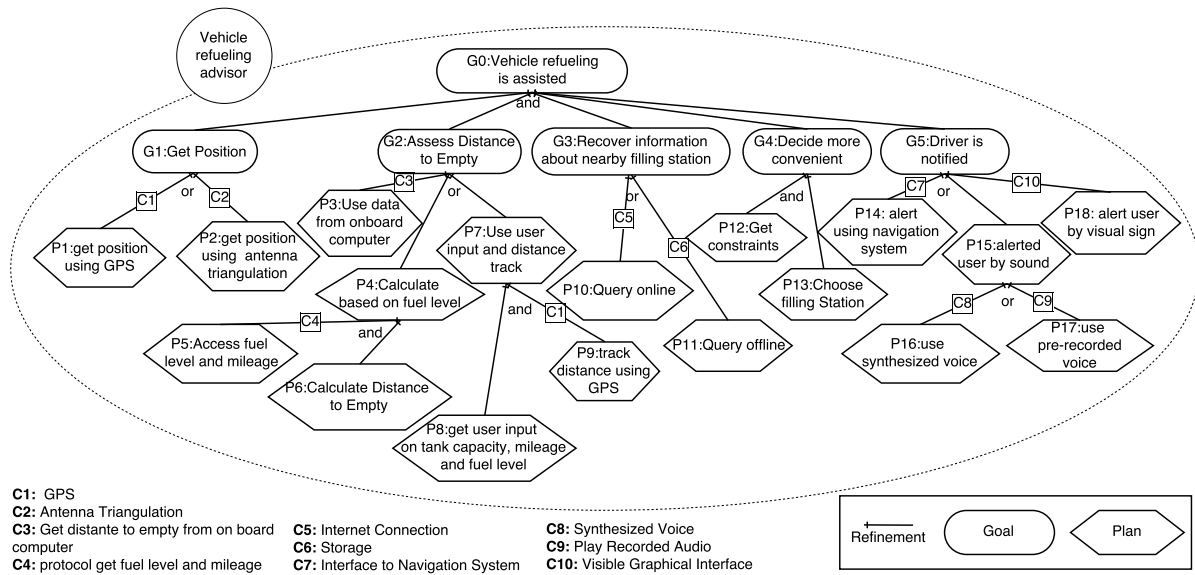 Vehicle
refueling
advisor
G0:Vehicle refueling
is assisted
and
G1:Get Position
G2:Assess Distance
to Empty
G3:Recover information
about nearby filling station
G4:Decide more
convenient
G5:Driver is
notified
C1
or
C2
C3
or
or
C5
C6
and
C7
or
C10
P1:get position
using GPS
P2:get position
using antenna
triangulation
P3:Use data
from onboard
computer
P7:Use user
input and distance
track
P4:Calculate
based on fuel level
P10:Query online
P11:Query offline
P12:Get
constraints
P13:Choose
filling Station
P14: alert
using navigation
system
P15:alerted
user by sound
P18: alert user
by visual sign
C4
and
and
C1
C8
or
C9
P5:Access fuel
level and mileage
P6:Calculate Distance
to Empty
P9:track
distance using
GPS
P8:get user input
on tank capacity, mileage
and fuel level
P16:use
synthesized voice
P17:use
pre-recorded
voice
C1: GPS
C2: Antenna Triangulation
C3: Get distante to empty from on board
computer
C4: protocol get fuel level and mileage
C5: Internet Connection
C6: Storage
C7: Interface to Navigation System
C8: Synthesized Voice
C9: Play Recorded Audio
C10: Visible Graphical Interface
Refinement
Goal
Plan